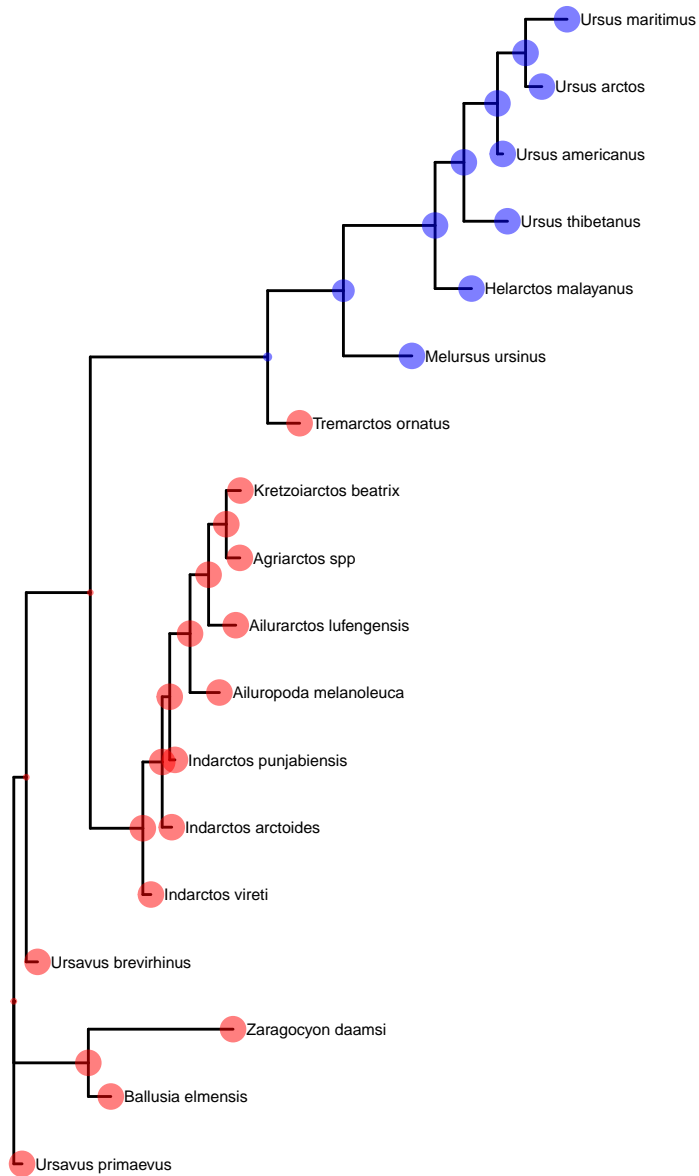 Ursus maritimus
Ursus arctos
Ursus americanus
Ursus thibetanus
Helarctos malayanus
Melursus ursinus
Tremarctos ornatus
Kretzoiarctos beatrix
Agriarctos spp
Ailurarctos lufengensis
Ailuropoda melanoleuca
Indarctos punjabiensis
Indarctos arctoides
Indarctos vireti
Ursavus brevirhinus
Zaragocyon daamsi
Ballusia elmensis
Ursavus primaevus